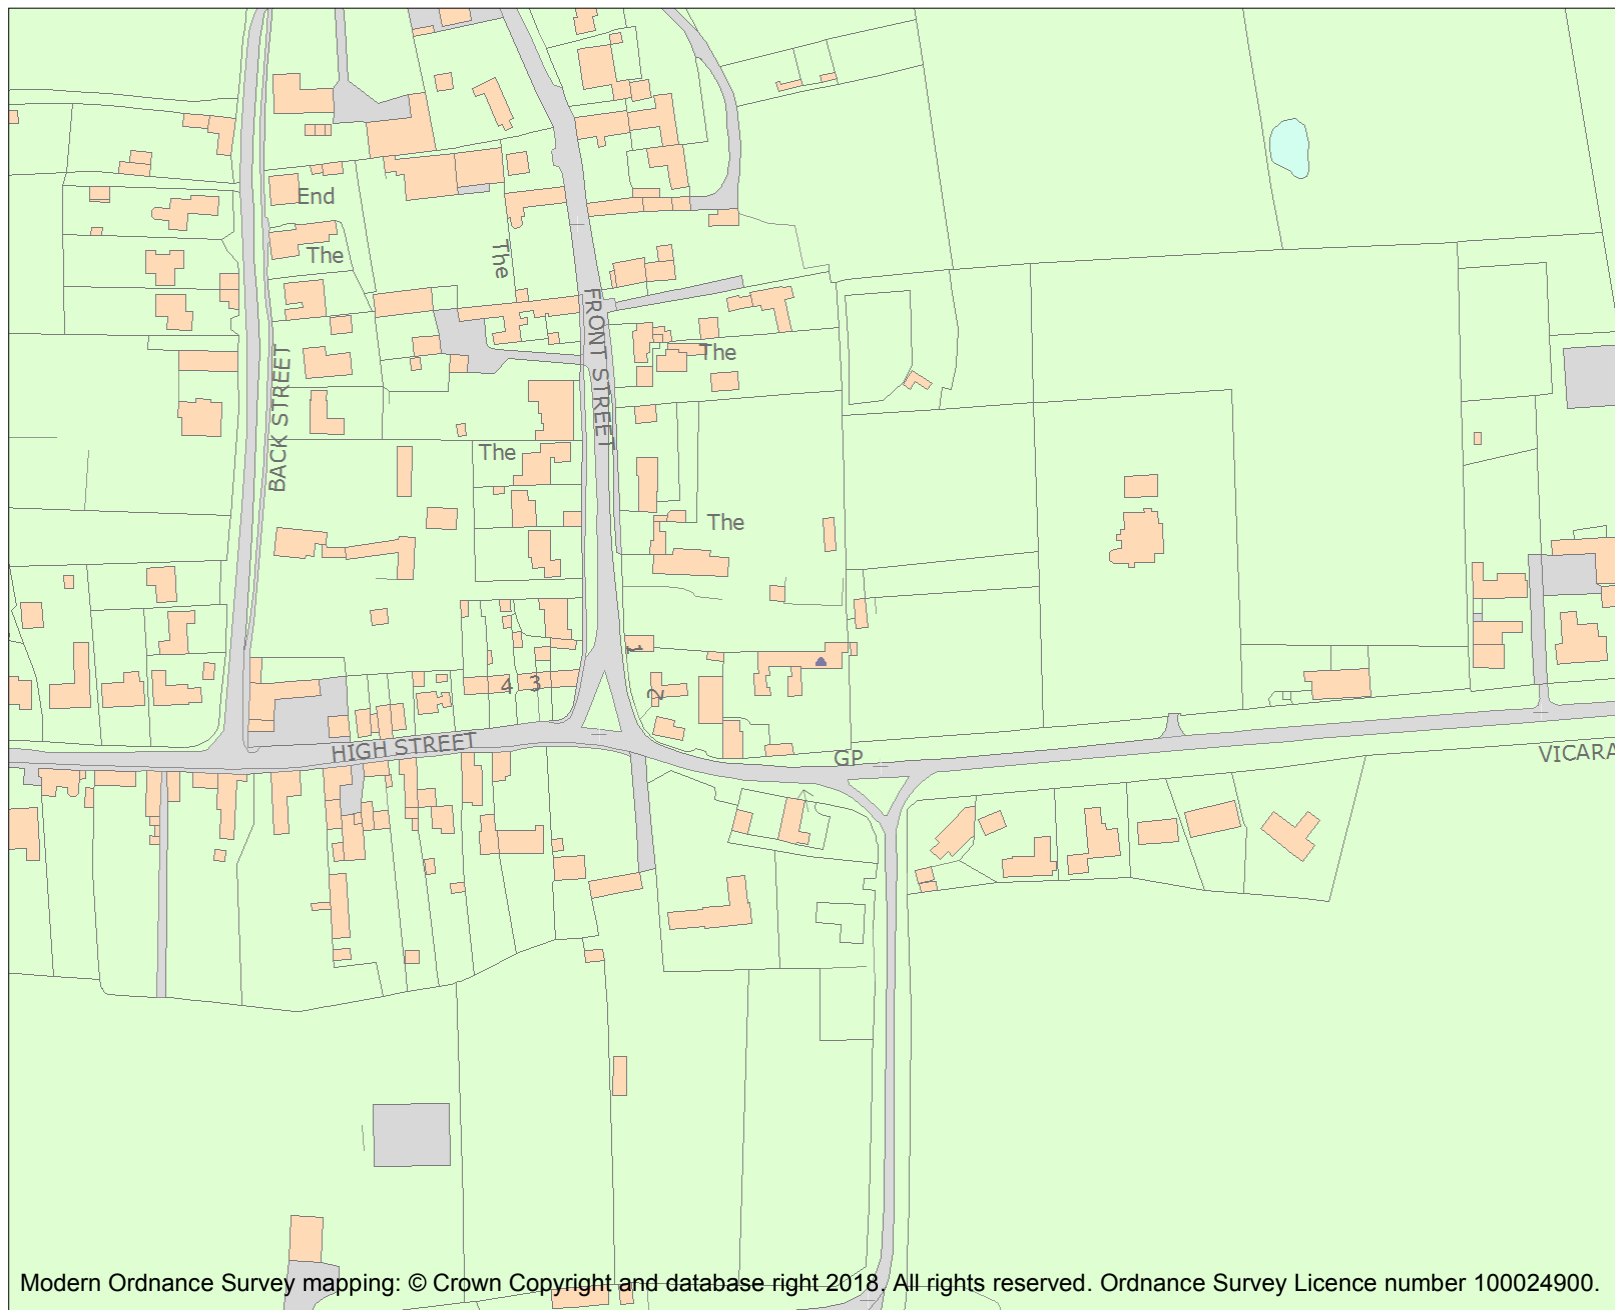 End
The
The
FRONT STREET
The
BACK STREET
The
The
1
4
3
2
HIGH STREET
GP
VICARA
Modern Ordnance Survey mapping: © Crown Copyright and database right 2018. All rights reserved. Ordnance Survey Licence number 100024900.